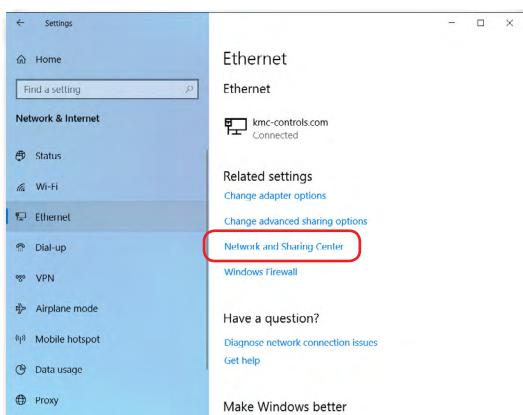 Settings
Home
Find a setting
Network & Internet
Status
Wi-Fi
Ethernet
Dial-up
VPN
Airplane mode
Mobile hotspot
Data usage
Proxy
Ethernet
Ethernet
kmc-controls.com
Connected
Related settings
Change adapter options
Change advanced sharing options
Network and Sharing Center
Windows Firewall
Have a question?
Diagnose network connection issues
Get help
Make Windows better